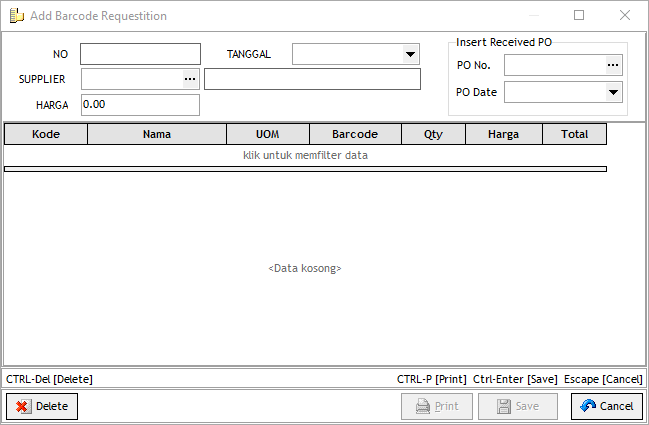 Add Barcode Requestition
NO
TANGGAL
Insert Received PO
SUPPLIER
...
PO No.
...
HARGA
0.00
PO Date
Kode Nama UOM Barcode Qty Harga Total
klik untuk memfilter data
<Data kosong>
CTRL-Del [Delete]
CTRL-P [Print] Ctrl-Enter [Save] Escape [Cancel]
Delete
Print
Save
Cancel